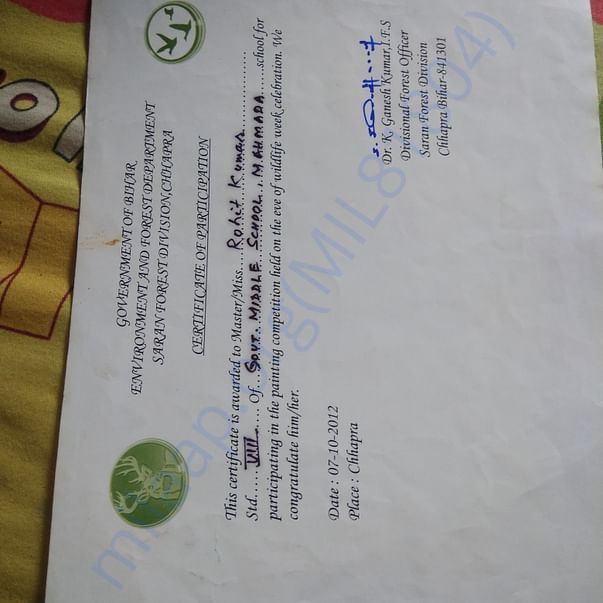 GOVERNMENT OF BIHAR
ENVIRONMENT AND FOREST DEPARTMENT
SARAN FOREST DIVISION,CHHAPRA
CERTIFICATE OF PARTICIPATION
This certificate is awarded to Master/Miss....Rohit Kumar....................
Std......VIII...... Of....GOVT. MIDDLE SCHOOL, MAHMADA......school for
participating in the painting competition held on the eve of wildlife week celebration. We
congratulate him/her.
Date : 07-10-2012
Place : Chhapra
Dr. K. Ganesh Kumar,I.F.S
Divisional Forest Officer
Saran Forest Division
Chhapra Bihar-841301